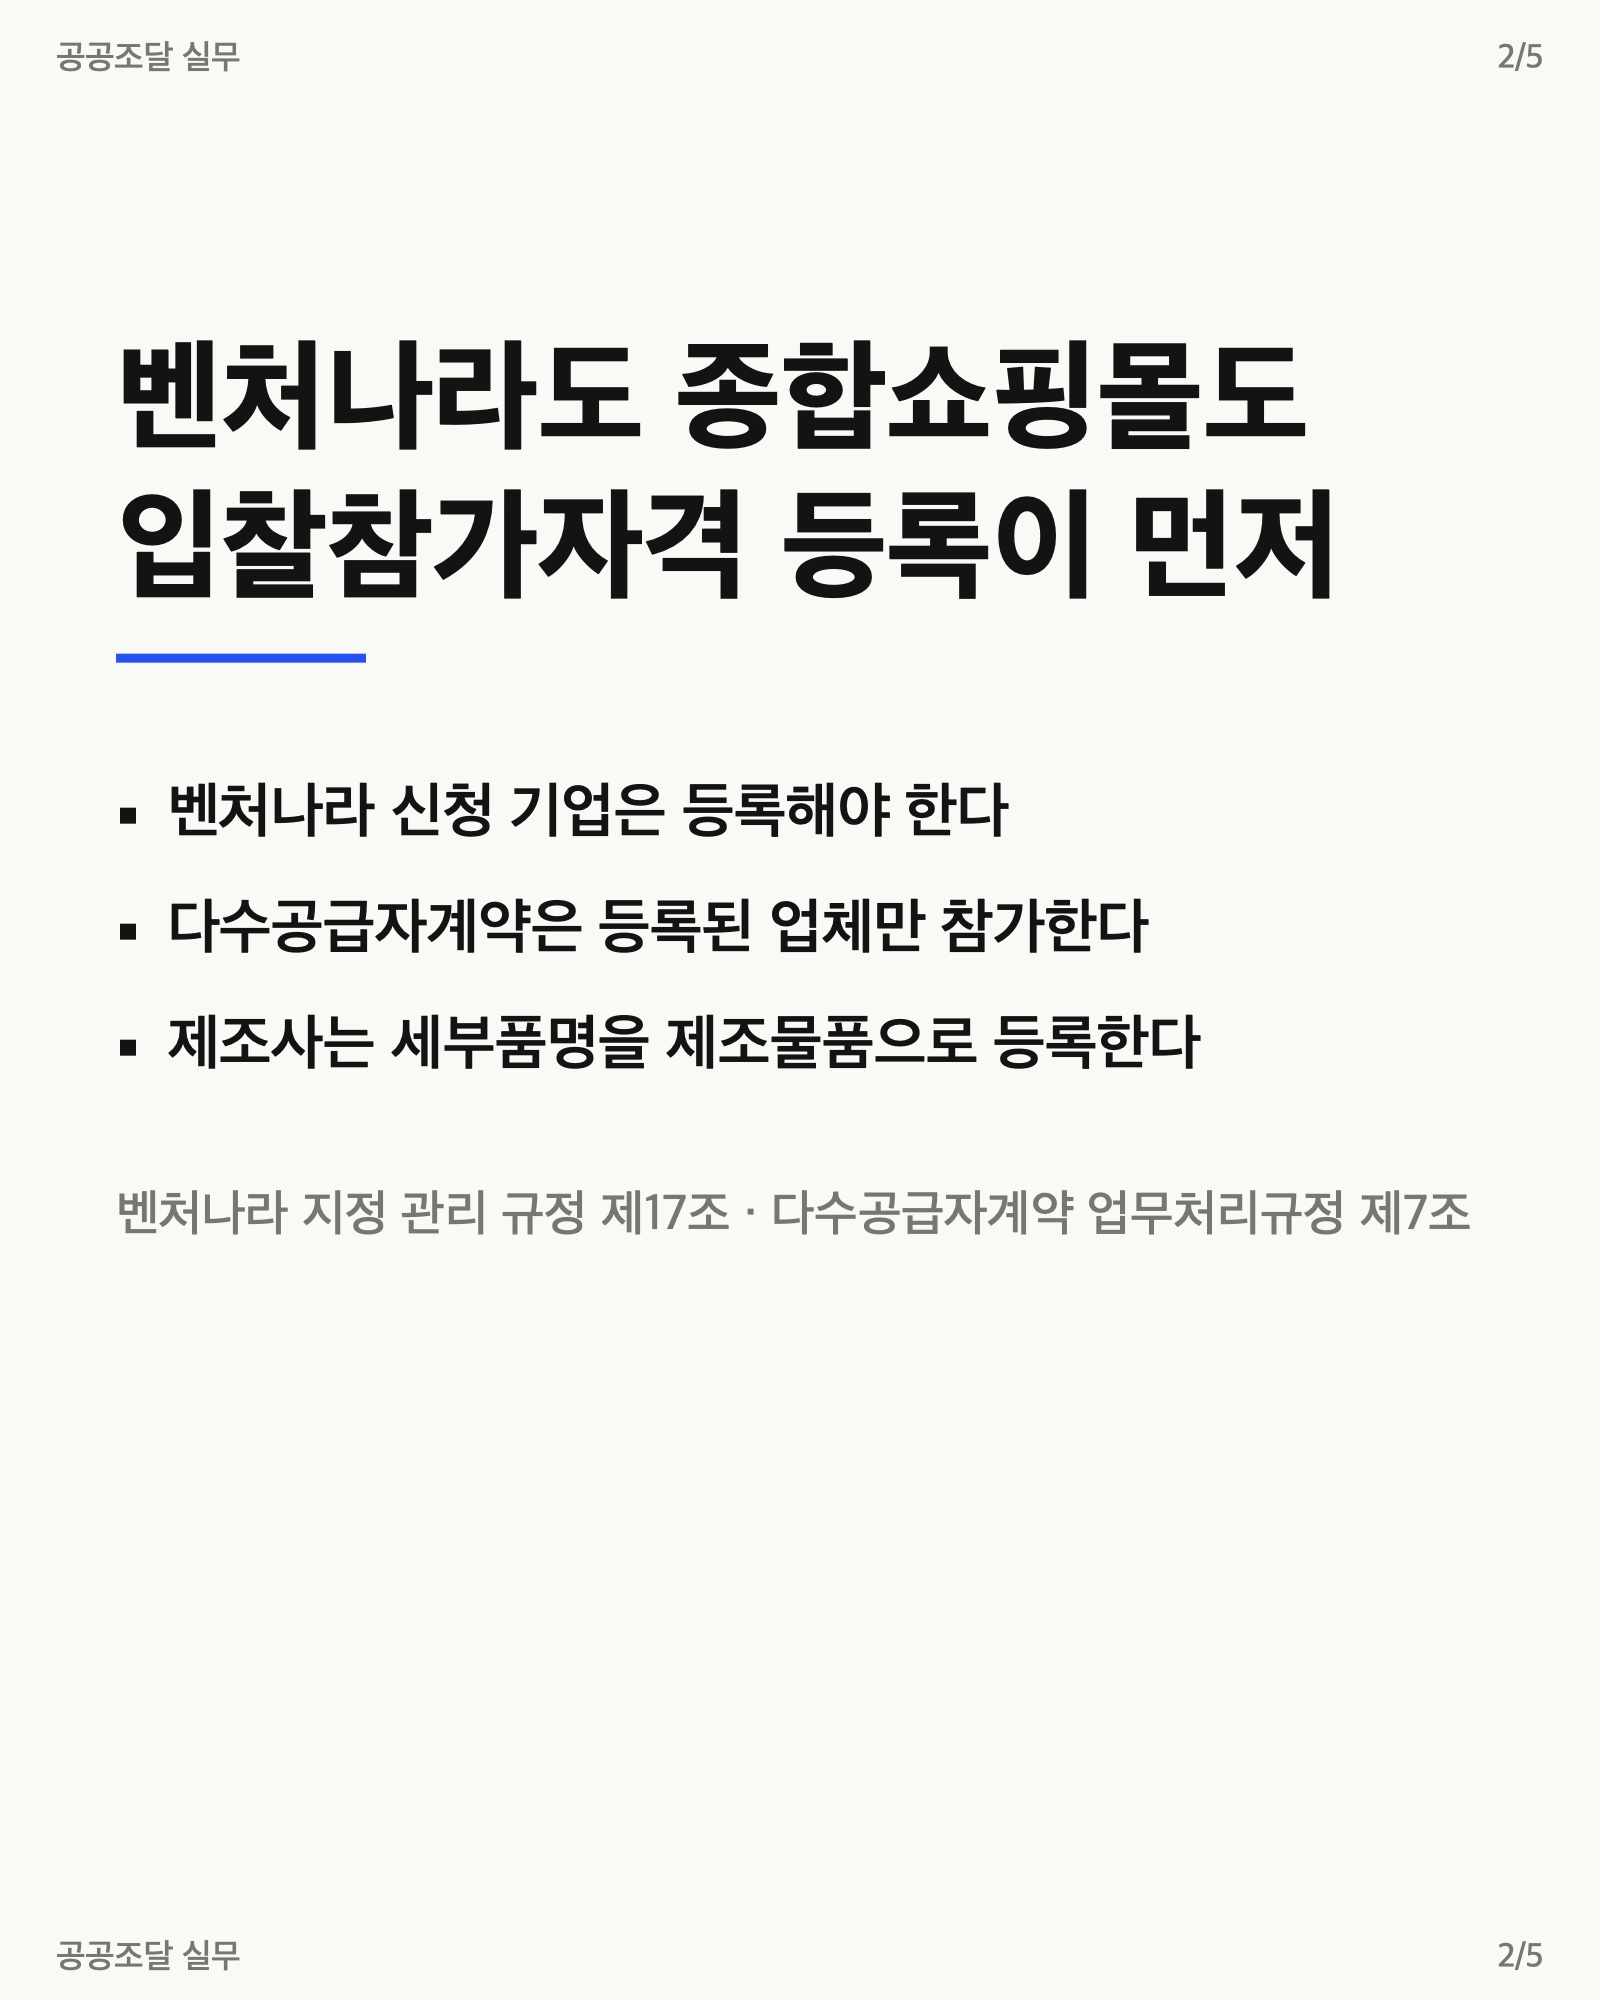 공공조달 실무
2/5
벤처나라도 종합쇼핑몰도
입찰참가자격 등록이 먼저
▪ 벤처나라 신청 기업은 등록해야 한다
▪ 다수공급자계약은 등록된 업체만 참가한다
▪ 제조사는 세부품명을 제조물품으로 등록한다
벤처나라 지정 관리 규정 제17조 · 다수공급자계약 업무처리규정 제7조
공공조달 실무
2/5